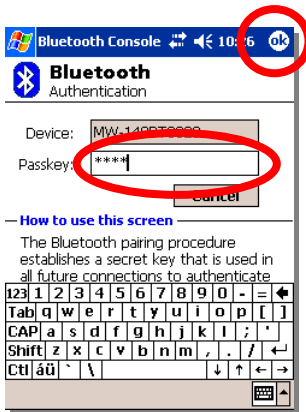 Bluetooth Console 10:26 ok
Bluetooth
Authentication
Device:
Passkey: ****
Cancel
How to use this screen
The Bluetooth pairing procedure
establishes a secret key that is used in
all future connections to authenticate
123 1 2 3 4 5 6 7 8 9 0 - =
Tab q w e r t y u i o p [ ]
CAP a s d f g h j k l ; '
Shift z x c v b n m , . /
Ctl áü ` \